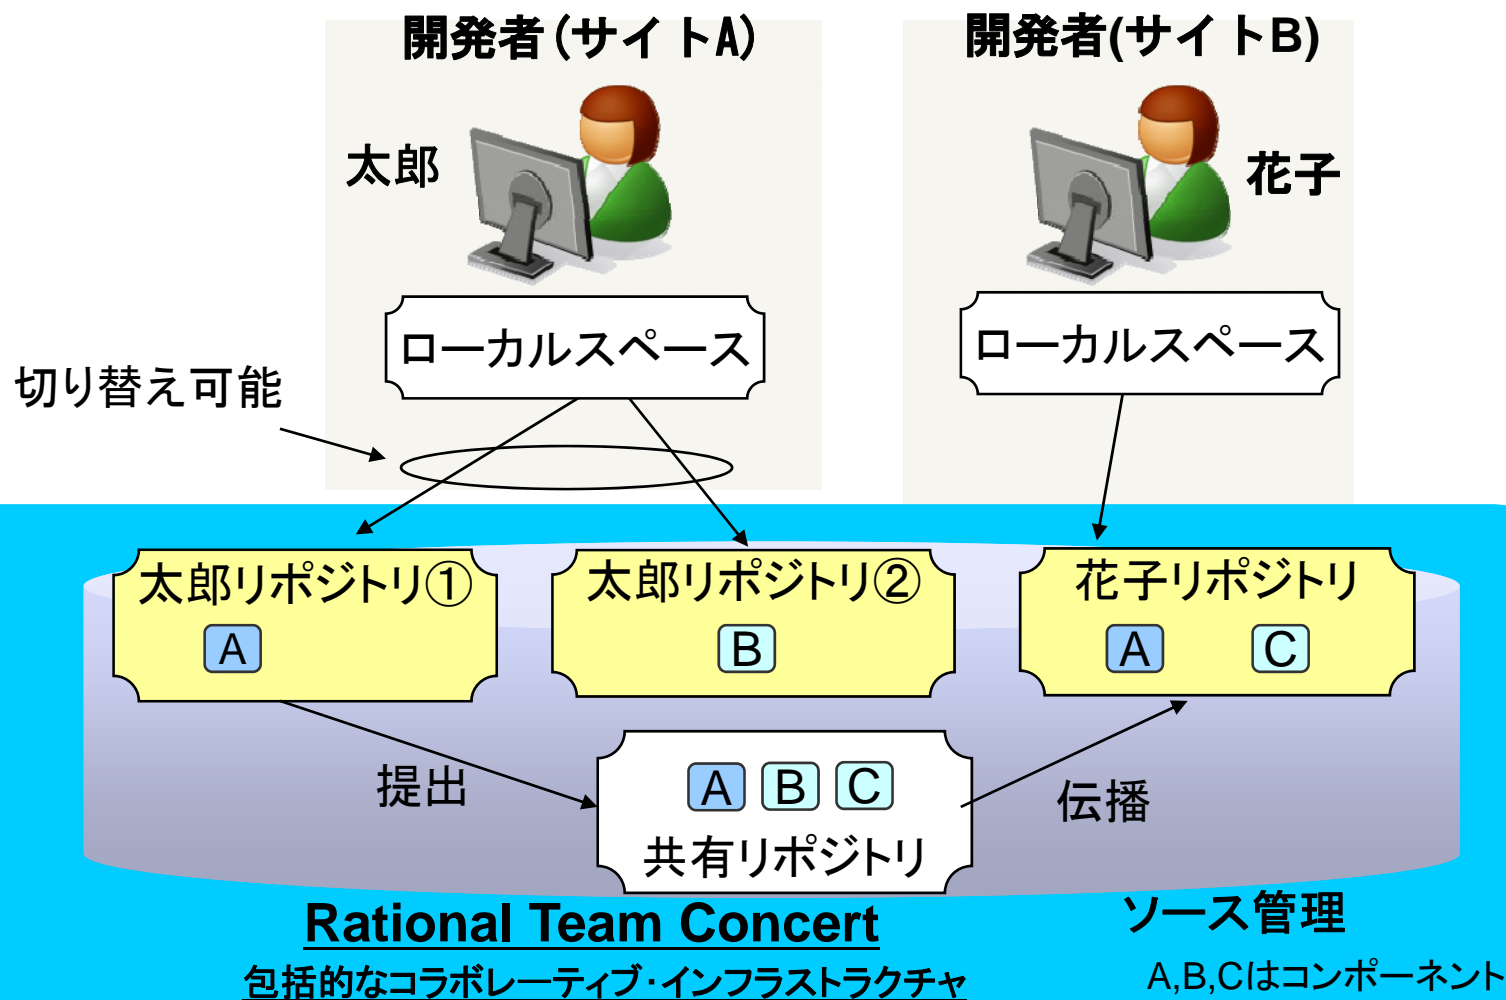 開発者(サイトA)
開発者(サイトB)
太郎
花子
ローカルスペース
ローカルスペース
切り替え可能
太郎リポジトリ①
太郎リポジトリ②
花子リポジトリ
A
B
A C
提出
A B C
伝播
共有リポジトリ
Rational Team Concert
ソース管理
包括的なコラボレーティブ・インフラストラクチャ
A,B,Cはコンポーネント